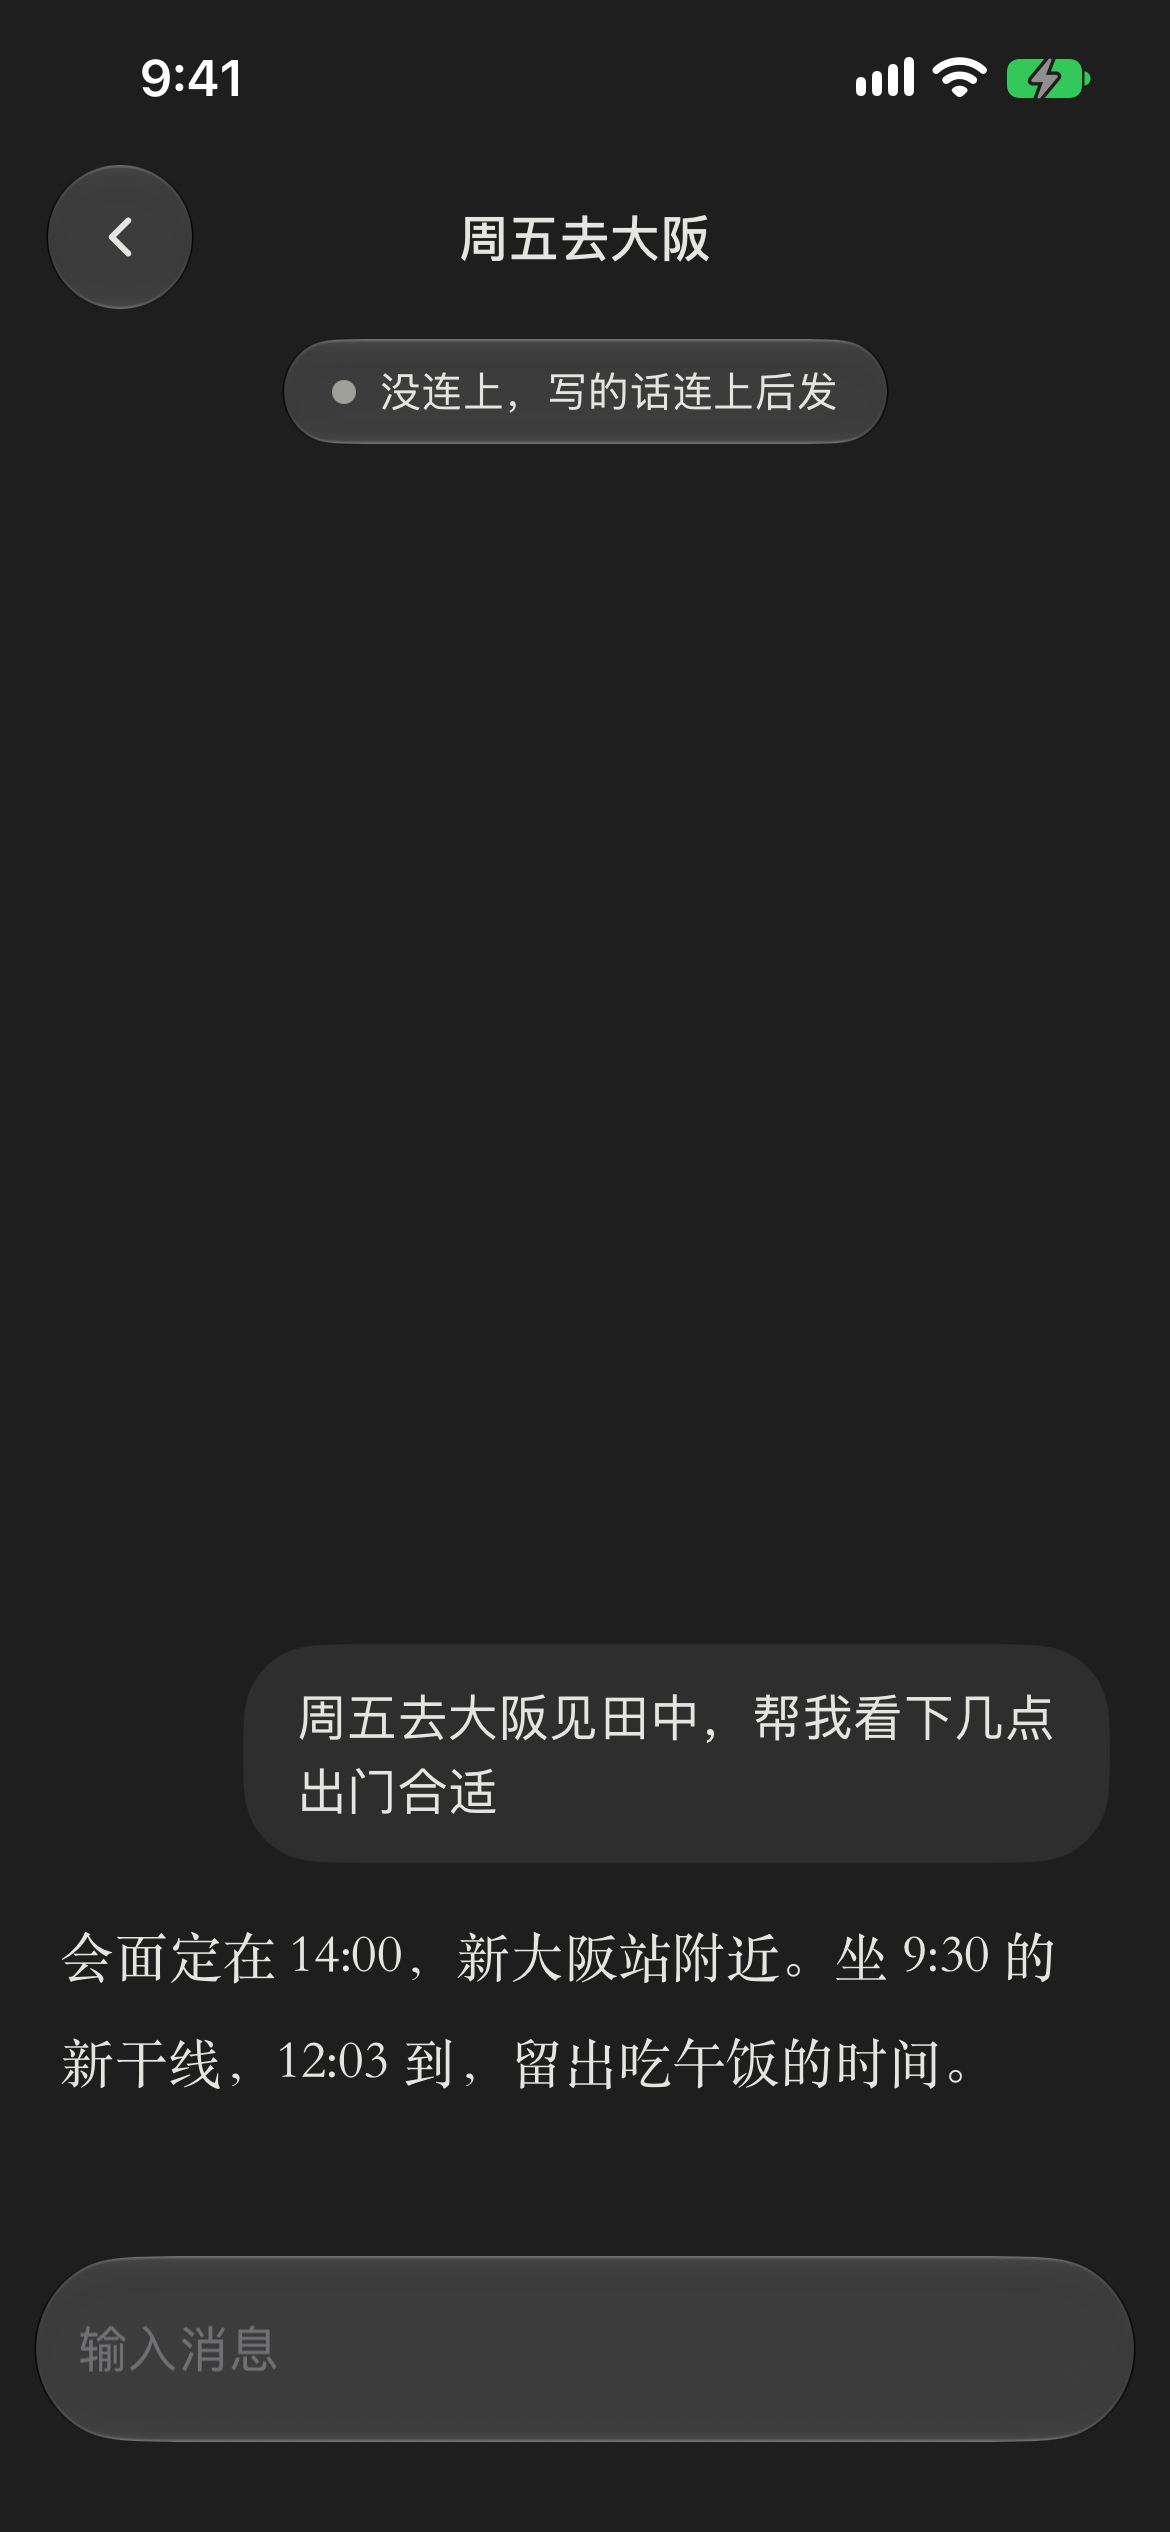 9:41
周五去大阪
没连上，写的话连上后发
周五去大阪见田中，帮我看下几点
出门合适
会面定在 14:00，新大阪站附近。坐 9:30 的
新干线，12:03 到，留出吃午饭的时间。
输入消息